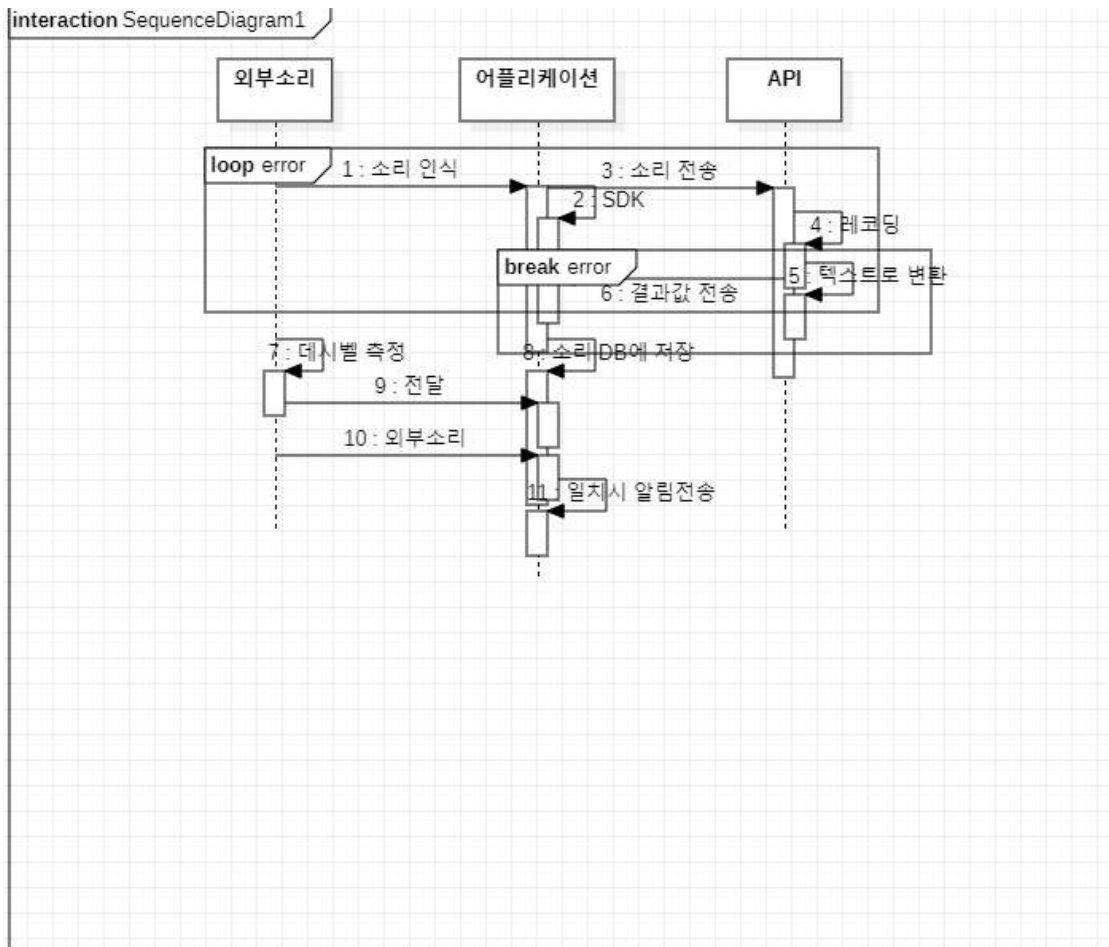 interaction SequenceDiagram1
외부소리
어플리케이션
API
loop error
1 : 소리 인식
3 : 소리 전송
2 : SDK
4 : 레코딩
break error
5 : 텍스트로 변환
6 : 결과값 전송
7 : 데시벨 측정
8 : 소리 DB에 저장
9 : 전달
10 : 외부소리
11 : 일치시 알림전송